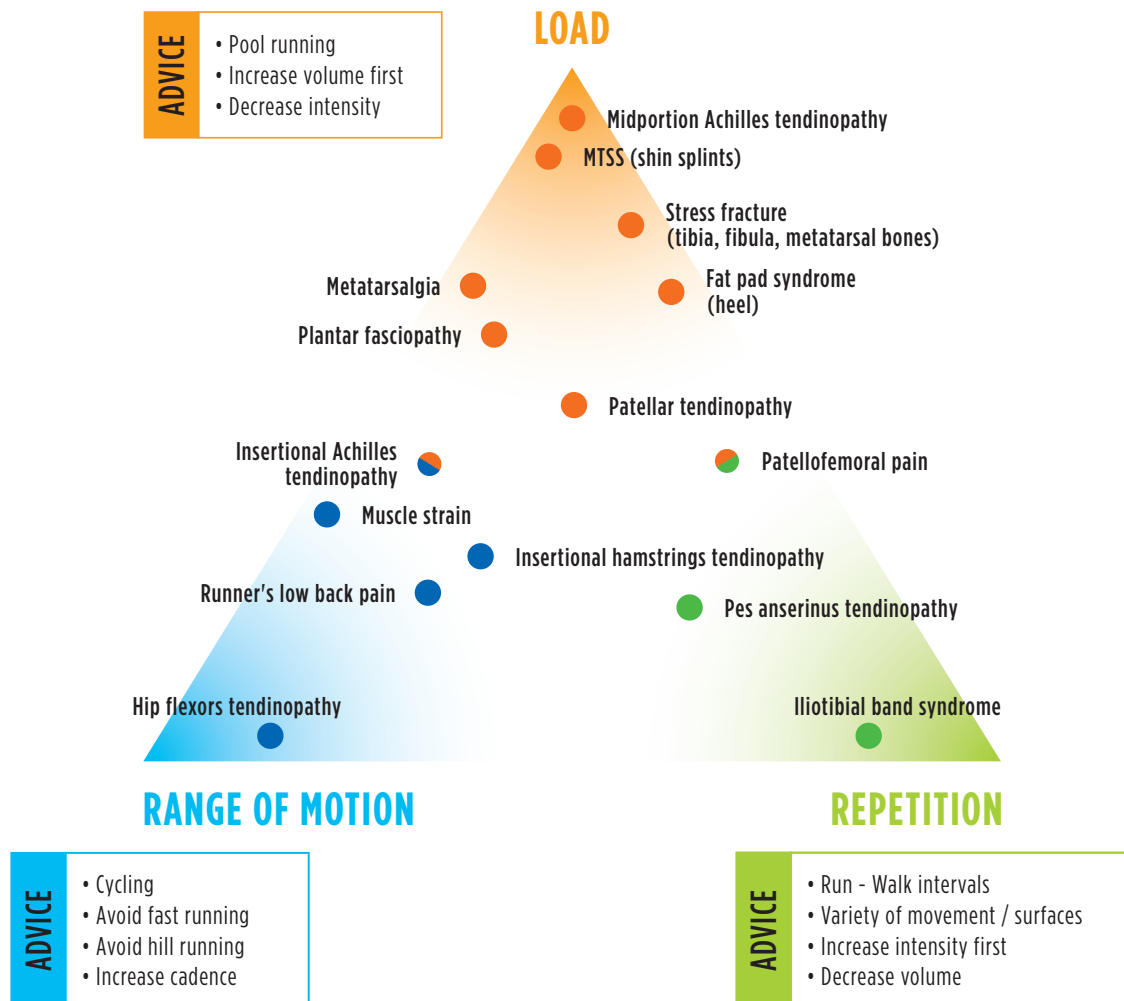 LOAD
ADVICE
• Pool running
• Increase volume first
• Decrease intensity
Midportion Achilles tendinopathy
MTSS (shin splints)
Stress fracture
(tibia, fibula, metatarsal bones)
Metatarsalgia
Fat pad syndrome
(heel)
Plantar fasciopathy
Patellar tendinopathy
Insertional Achilles
tendinopathy
Patellofemoral pain
Muscle strain
Insertional hamstrings tendinopathy
Runner's low back pain
Pes anserinus tendinopathy
Hip flexors tendinopathy
Iliotibial band syndrome
RANGE OF MOTION
REPETITION
ADVICE
• Cycling
• Avoid fast running
• Avoid hill running
• Increase cadence
ADVICE
• Run - Walk intervals
• Variety of movement / surfaces
• Increase intensity first
• Decrease volume